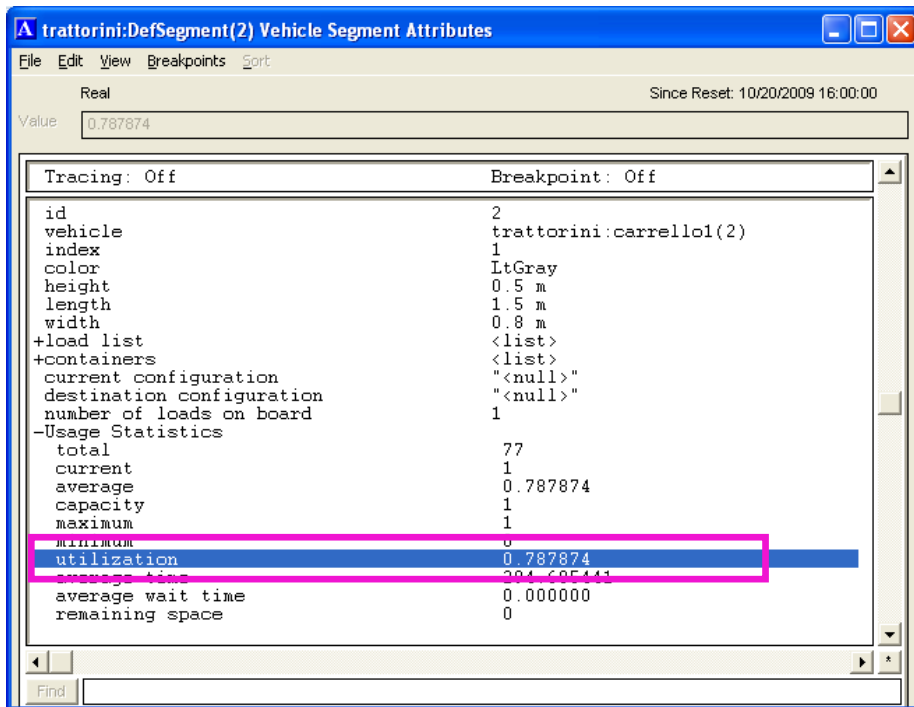 A trattorini:DefSegment(2) Vehicle Segment Attributes
File Edit View Breakpoints Sort
Real Since Reset: 10/20/2009 16:00:00
Value 0.787874
Tracing: Off Breakpoint: Off
id 2
vehicle trattorini:carrello1(2)
index 1
color LtGray
height 0.5 m
length 1.5 m
width 0.8 m
+load list <list>
+containers <list>
current configuration "<null>"
destination configuration "<null>"
number of loads on board 1
-Usage Statistics
total 77
current 1
average 0.787874
capacity 1
maximum 1
minimum 0
utilization 0.787874
average time
average wait time 0.000000
remaining space 0
*
Find